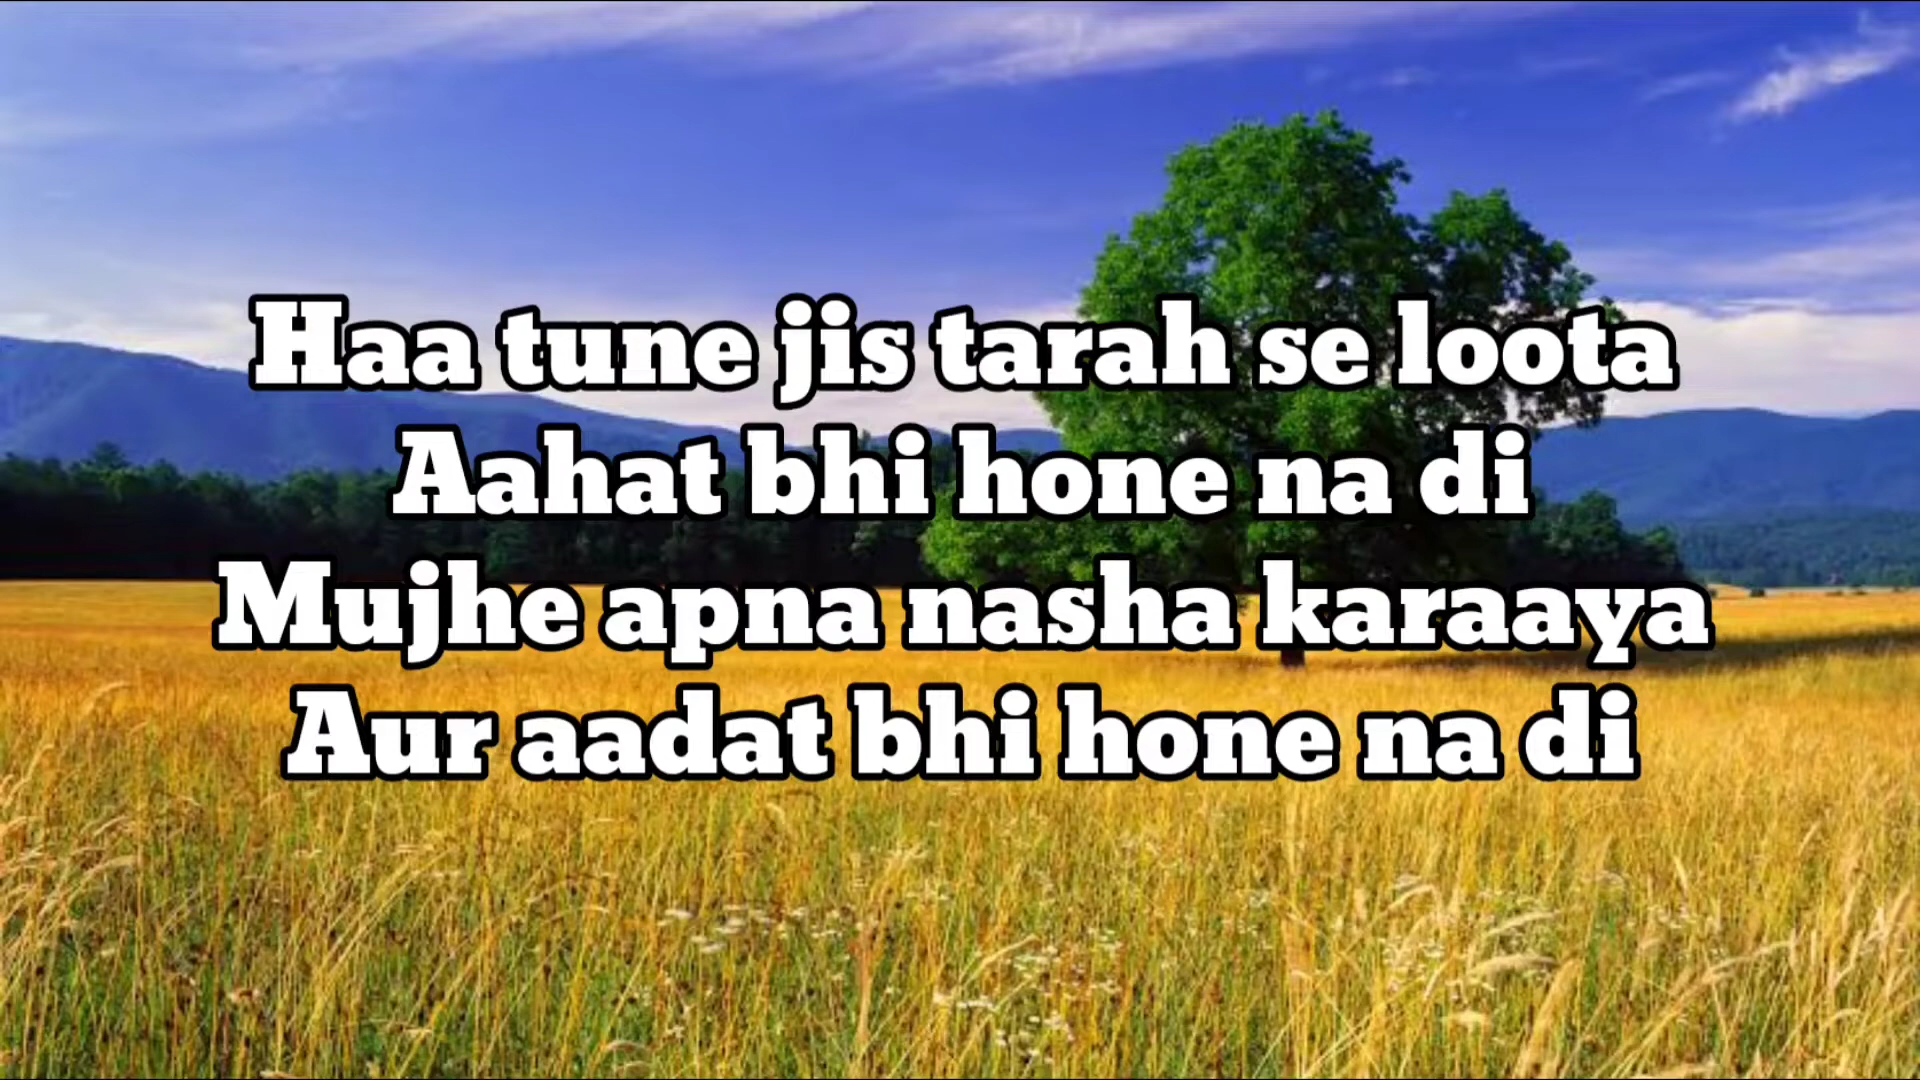 Haa tune jis tarah se loota
Aahat bhi hone na di
Mujhe apna nasha karaaya
Aur aadat bhi hone na di